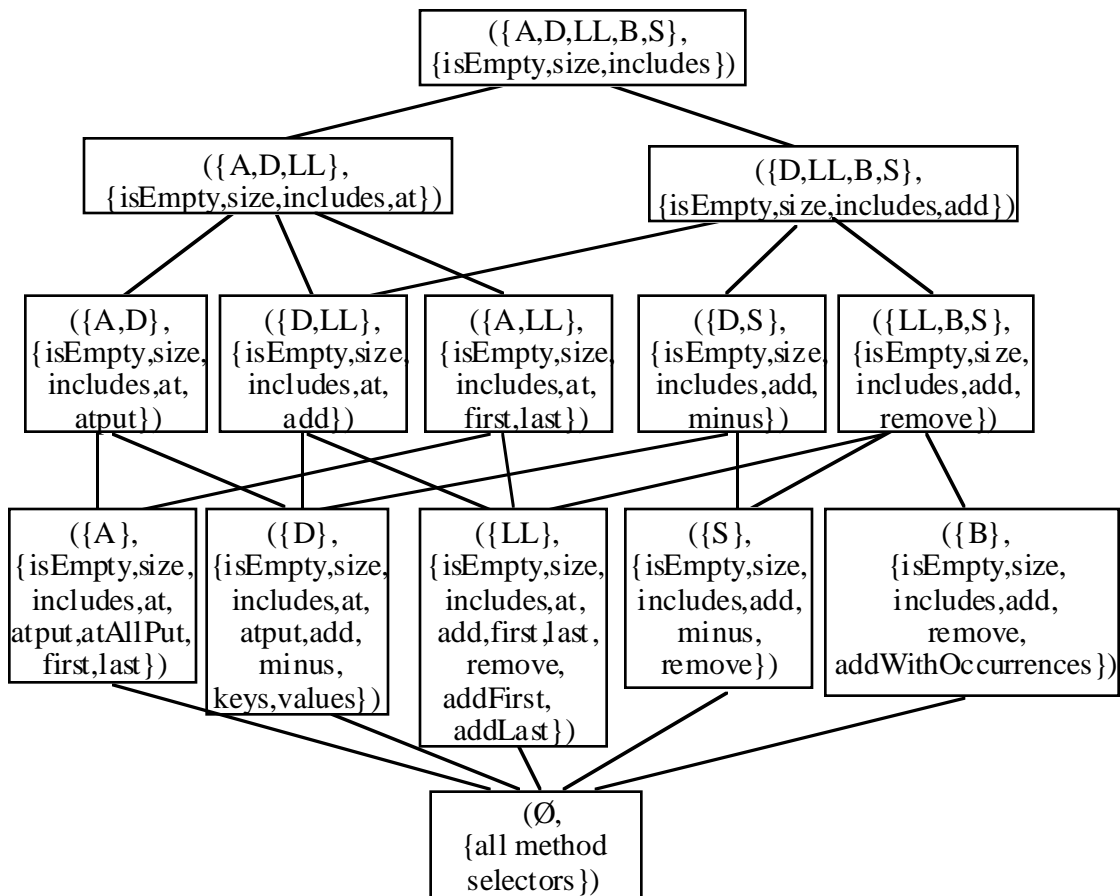 ({A,D,LL,B,S},
{isEmpty,size,includes})
({A,D,LL},
{isEmpty,size,includes,at})
({D,LL,B,S},
{isEmpty,size,includes,add})
({A,D},
{isEmpty,size,
includes,at,
atput})
({D,LL},
{isEmpty,size,
includes,at,
add})
({A,LL},
{isEmpty,size,
includes,at,
first,last})
({D,S},
{isEmpty,size,
includes,add,
minus})
({LL,B,S},
{isEmpty,size,
includes,add,
remove})
({A},
{isEmpty,size,
includes,at,
atput,atAllPut,
first,last})
({D},
{isEmpty,size,
includes,at,
atput,add,
minus,
keys,values})
({LL},
{isEmpty,size,
includes,at,
add,first,last,
remove,
addFirst,
addLast})
({S},
{isEmpty,size,
includes,add,
minus,
remove})
({B},
{isEmpty,size,
includes,add,
remove,
addWithOccurrences})
(Ø,
{all method
selectors})